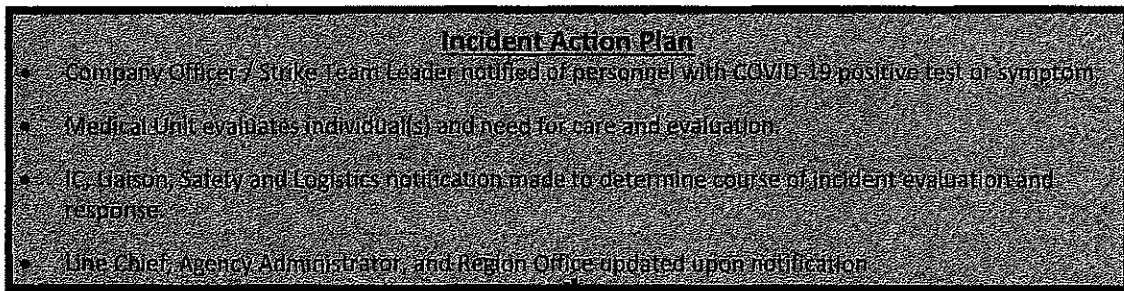 Incident Action Plan
• Company Officer / Strike Team Leader notified of personnel with COVID-19 positive test or symptom
• Medical Unit evaluates individual(s) and need for care and evaluation.
• IC, Liaison, Safety and Logistics notification made to determine course of incident evaluation and
response.
• Line Chief, Agency Administrator, and Region Office updated upon notification